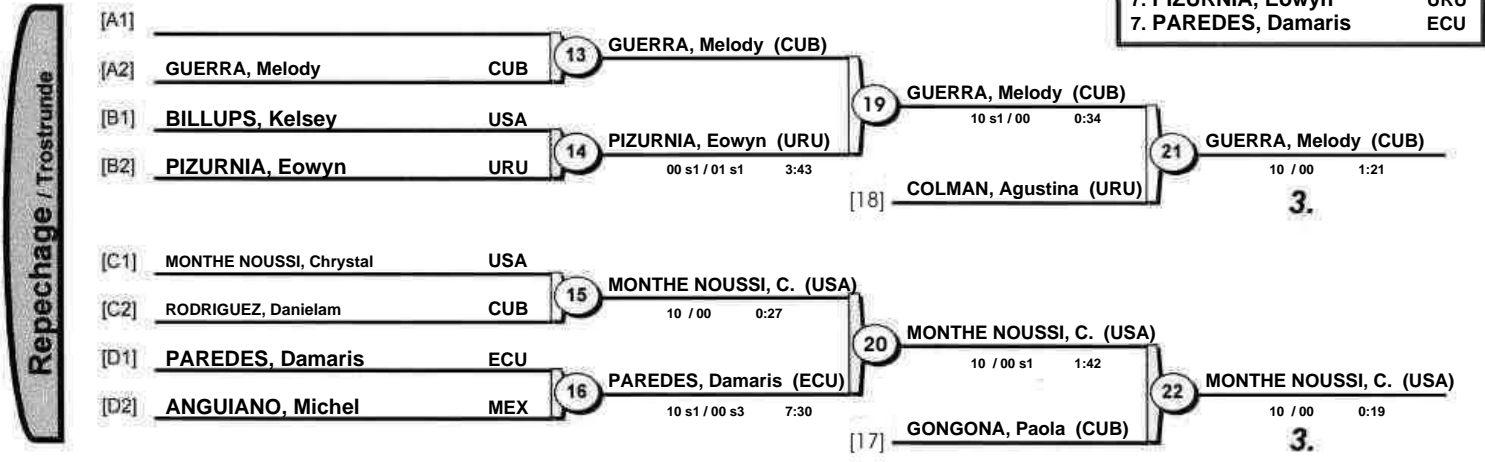 7. PIZURNIA, Eowyn URU
7. PAREDES, Damaris ECU
Repechage / Trostrunde
[A1]
[A2] GUERRA, Melody CUB
13
GUERRA, Melody (CUB)
[B1] BILLUPS, Kelsey USA
[B2] PIZURNIA, Eowyn URU
14
PIZURNIA, Eowyn (URU)
00 s1 / 01 s1 3:43
19
GUERRA, Melody (CUB)
10 s1 / 00 0:34
[18] COLMAN, Agustina (URU)
21
GUERRA, Melody (CUB)
10 / 00 1:21
3.
[C1] MONTHE NOUSSI, Chrystal USA
[C2] RODRIGUEZ, Danielam CUB
15
MONTHE NOUSSI, C. (USA)
10 / 00 0:27
[D1] PAREDES, Damaris ECU
[D2] ANGUIANO, Michel MEX
16
PAREDES, Damaris (ECU)
10 s1 / 00 s3 7:30
20
MONTHE NOUSSI, C. (USA)
10 / 00 s1 1:42
[17] GONGONA, Paola (CUB)
22
MONTHE NOUSSI, C. (USA)
10 / 00 0:19
3.